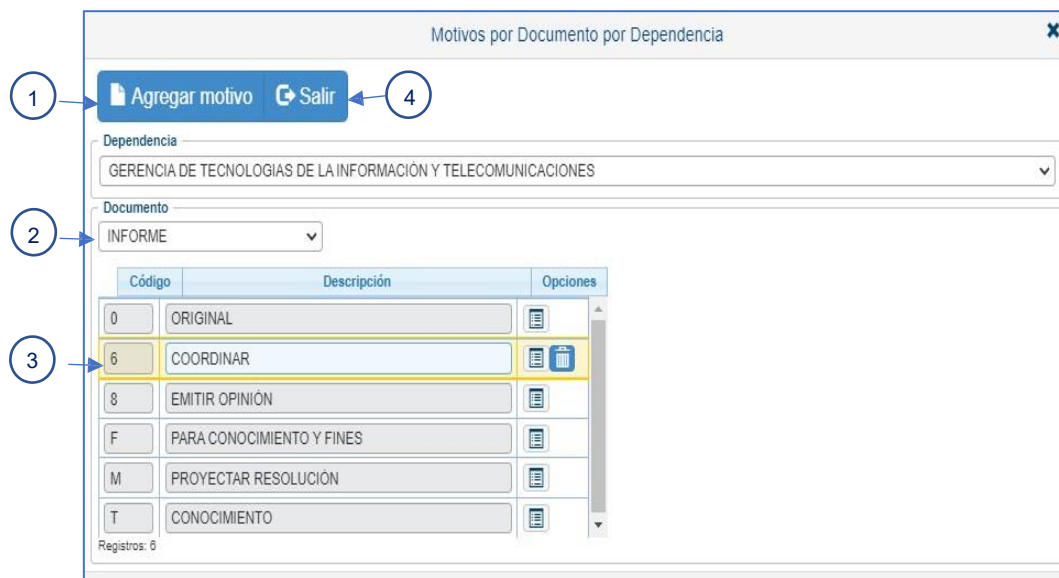 Motivos por Documento por Dependencia
1 Agregar motivo Salir 4
Dependencia
GERENCIA DE TECNOLOGIAS DE LA INFORMACIÓN Y TELECOMUNICACIONES
Documento
2 INFORME
Código Descripción Opciones
0 ORIGINAL
3 6 COORDINAR
8 EMITIR OPINIÓN
F PARA CONOCIMIENTO Y FINES
M PROYECTAR RESOLUCIÓN
T CONOCIMIENTO
Registros: 6